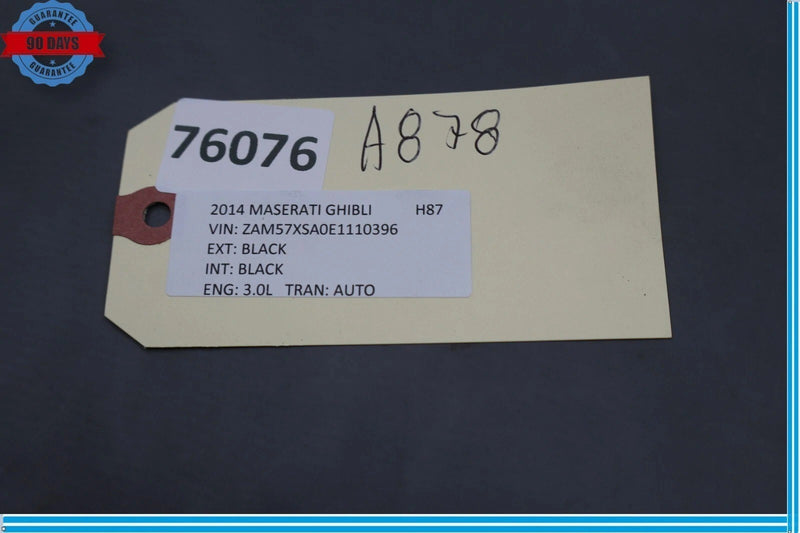 GUARANTEE
90 DAYS
GUARANTEE
76076
A878
2014 MASERATI GHIBLI H87
VIN: ZAM57XSA0E1110396
EXT: BLACK
INT: BLACK
ENG: 3.0L TRAN: AUTO